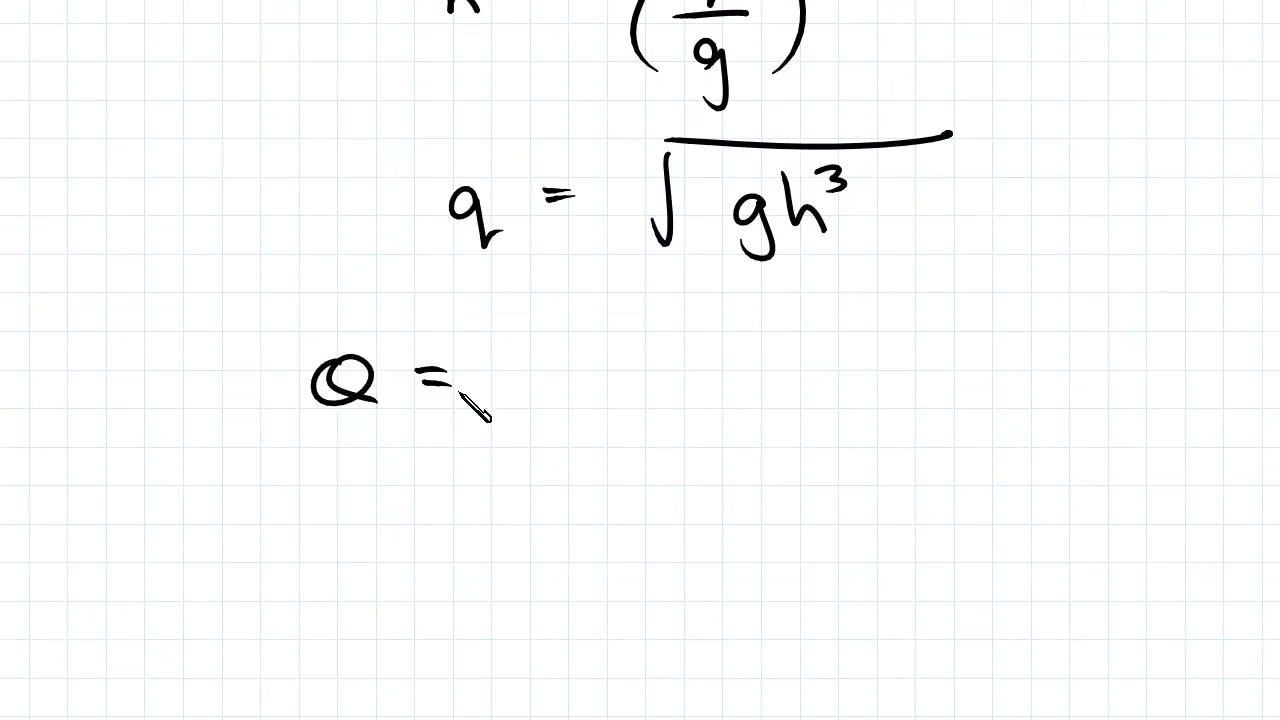 g
q = √gh³
Q =